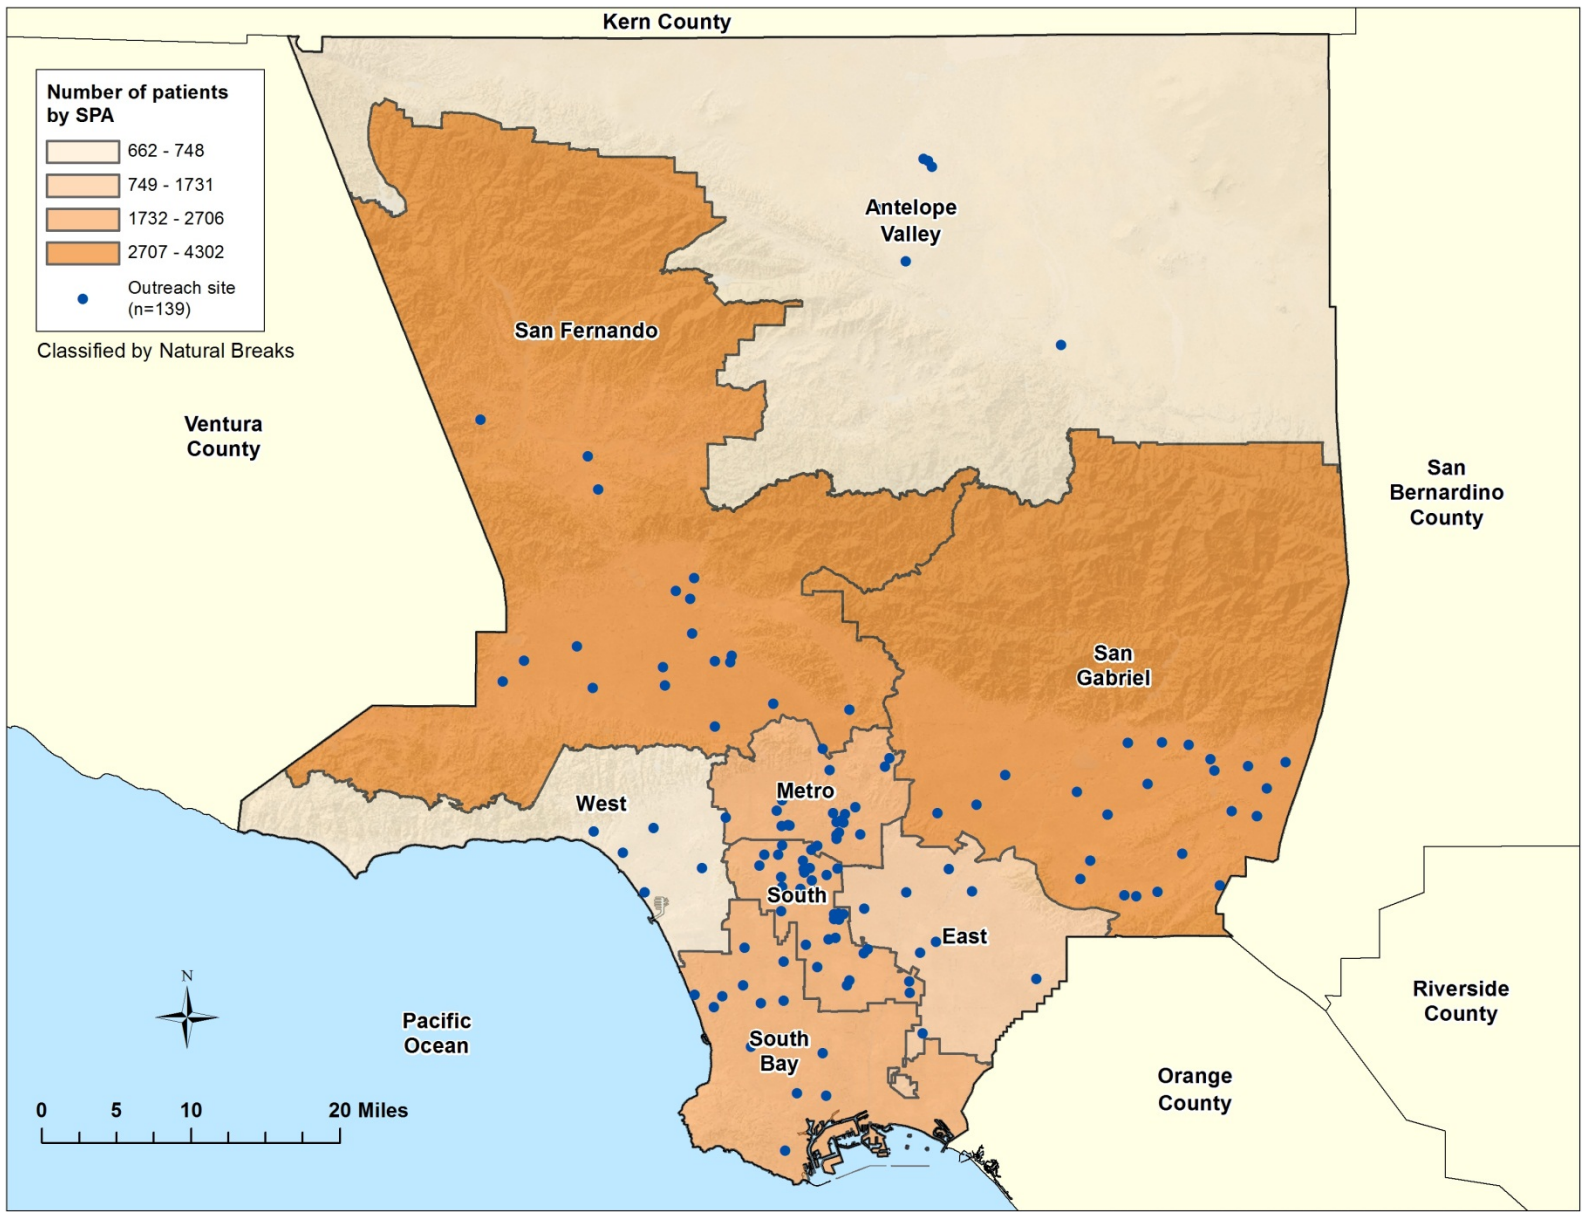 Kern County
Number of patients
by SPA
662 - 748
749 - 1731
1732 - 2706
2707 - 4302
Outreach site
(n=139)
Classified by Natural Breaks
Antelope
Valley
San Fernando
Ventura
County
San
Bernardino
County
San
Gabriel
Metro
West
South
East
Riverside
County
N
Pacific
Ocean
South
Bay
Orange
County
0 5 10 20 Miles